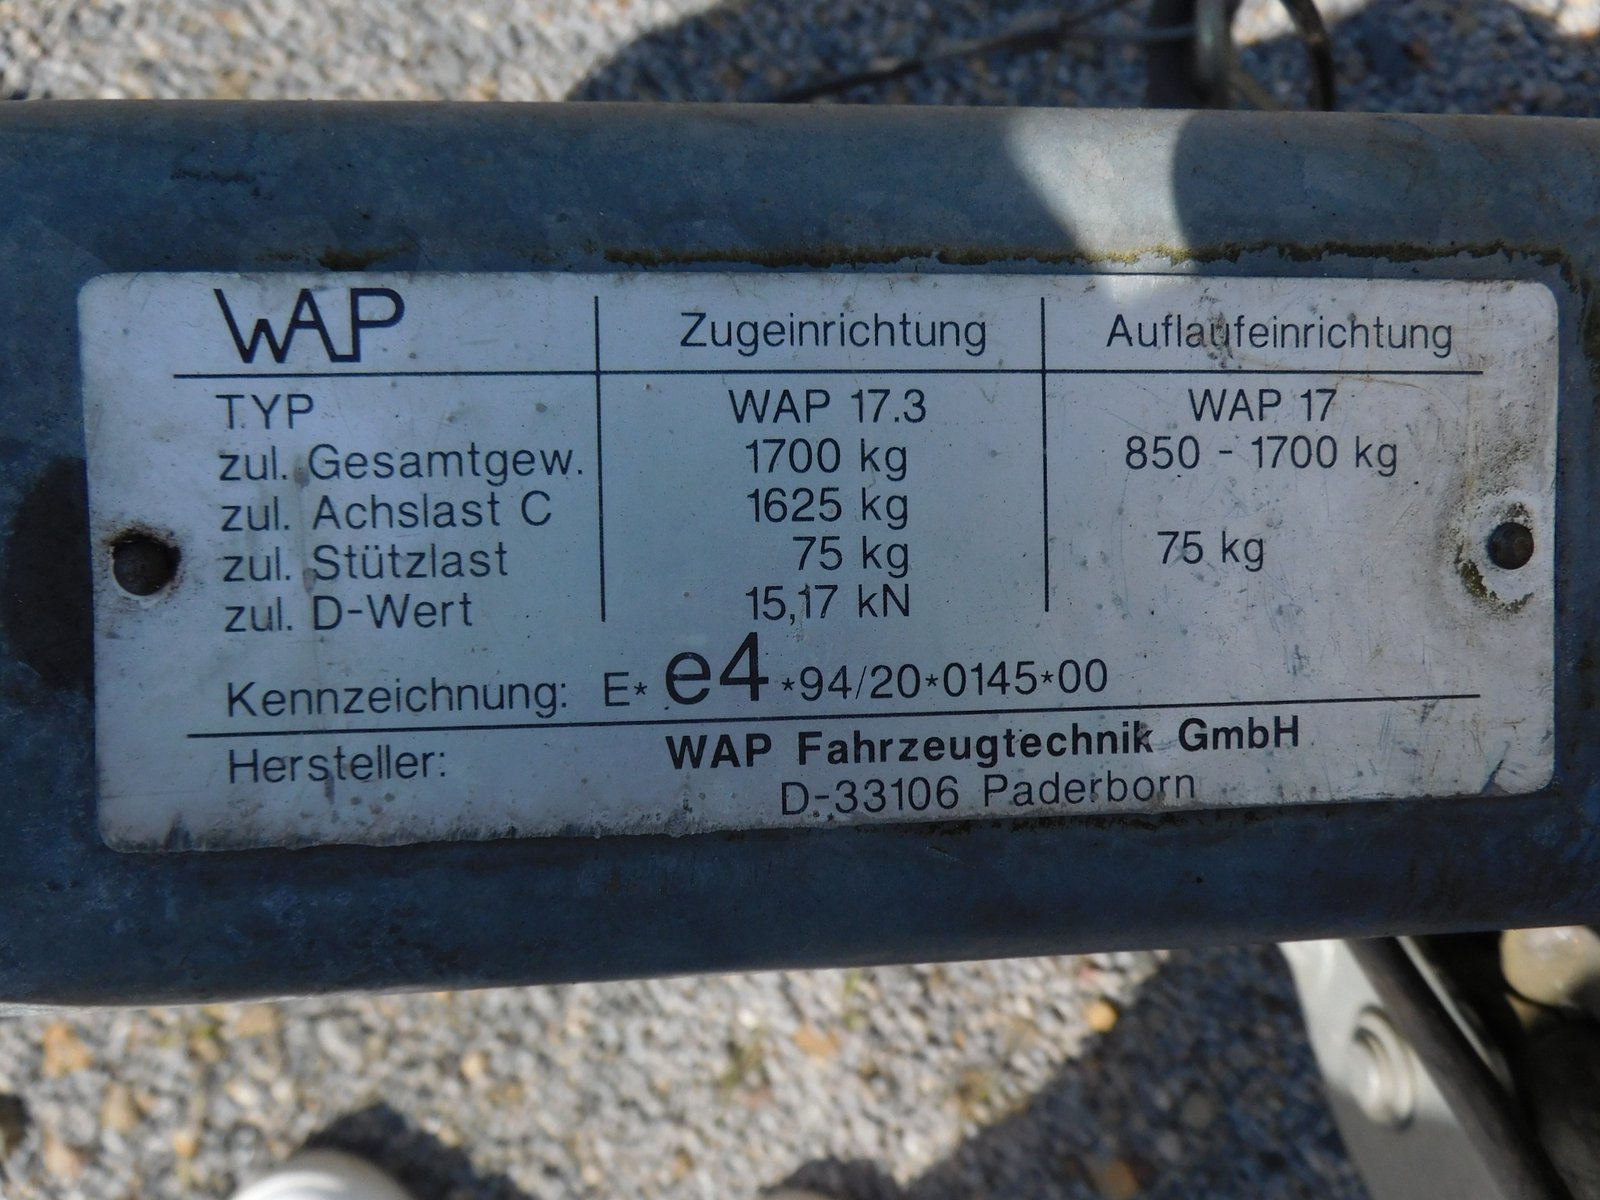 WAP Zugeinrichtung Auflaufeinrichtung
TYP WAP 17.3 WAP 17
zul. Gesamtgew. 1700 kg 850 - 1700 kg
zul. Achslast C 1625 kg
zul. Stützlast 75 kg 75 kg
zul. D-Wert 15,17 kN
Kennzeichnung: E* e4 *94/20*0145*00
Hersteller: WAP Fahrzeugtechnik GmbH
D-33106 Paderborn